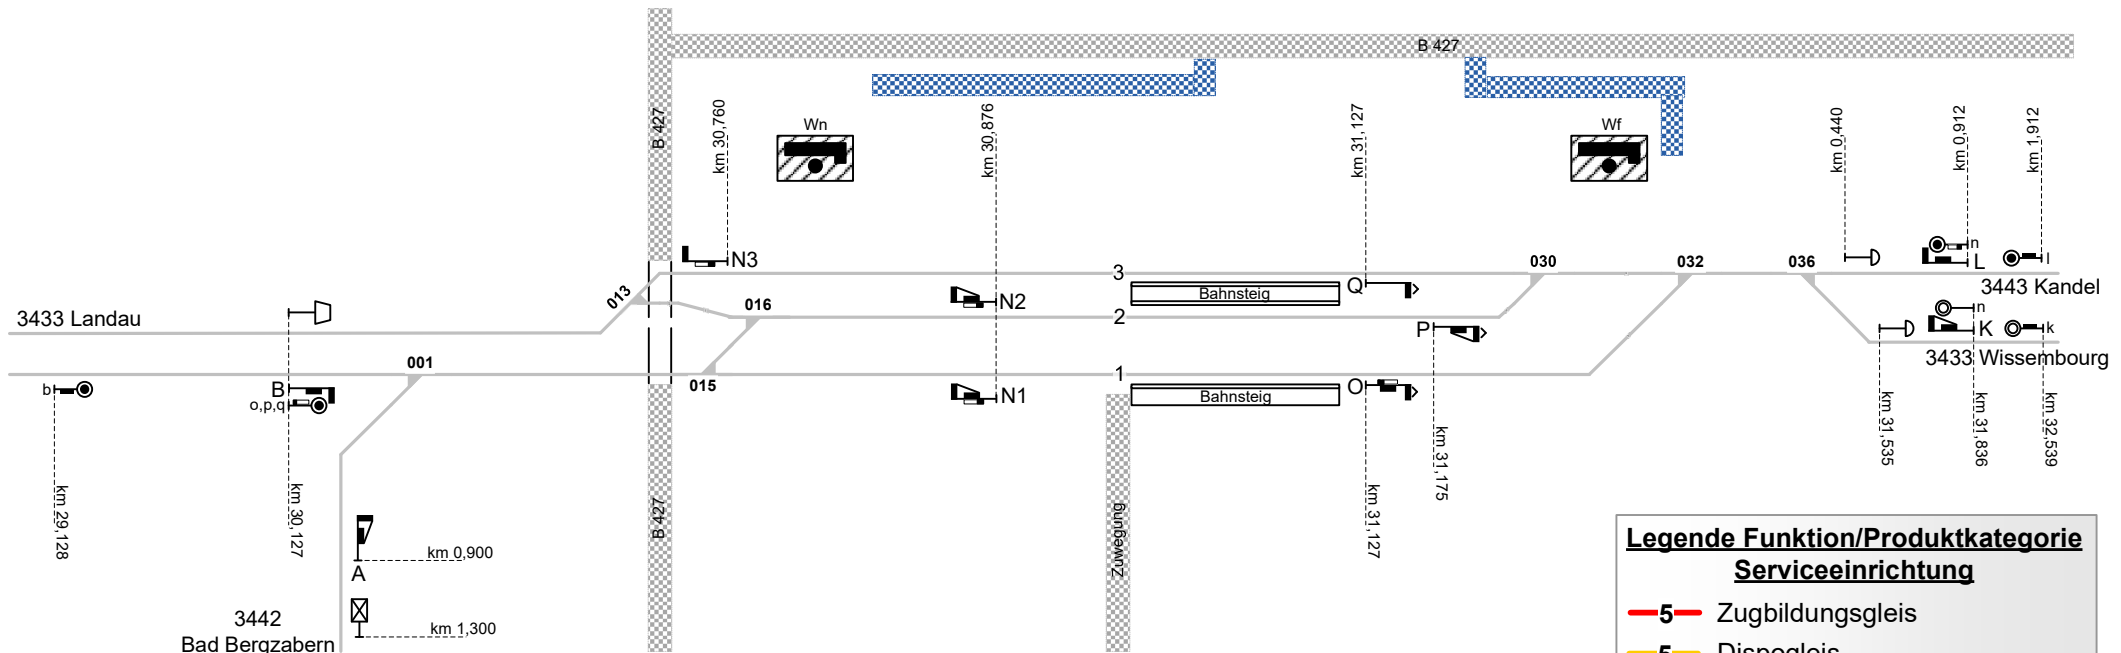 B 427
B 427
km 30,760
Wn
km 30,876
km 31,127
Wf
km 0,440
km 0,912
km 1,912
N3
n
L
l
3
030
032
036
3443 Kandel
013
016
N2
Bahnsteig
Q
3433 Landau
2
P
n
K
k
3433 Wissembourg
001
015
1
b
B
o,p,q
N1
Bahnsteig
O
km 29,128
km 30,127
B 427
Zuwegung
km 31,127
km 31,175
km 31,535
km 31,836
km 32,539
km 0,900
A
km 1,300
3442
Bad Bergzabern
Legende Funktion/Produktkategorie
Serviceeinrichtung
5 Zugbildungsgleis
5 Dispogleis